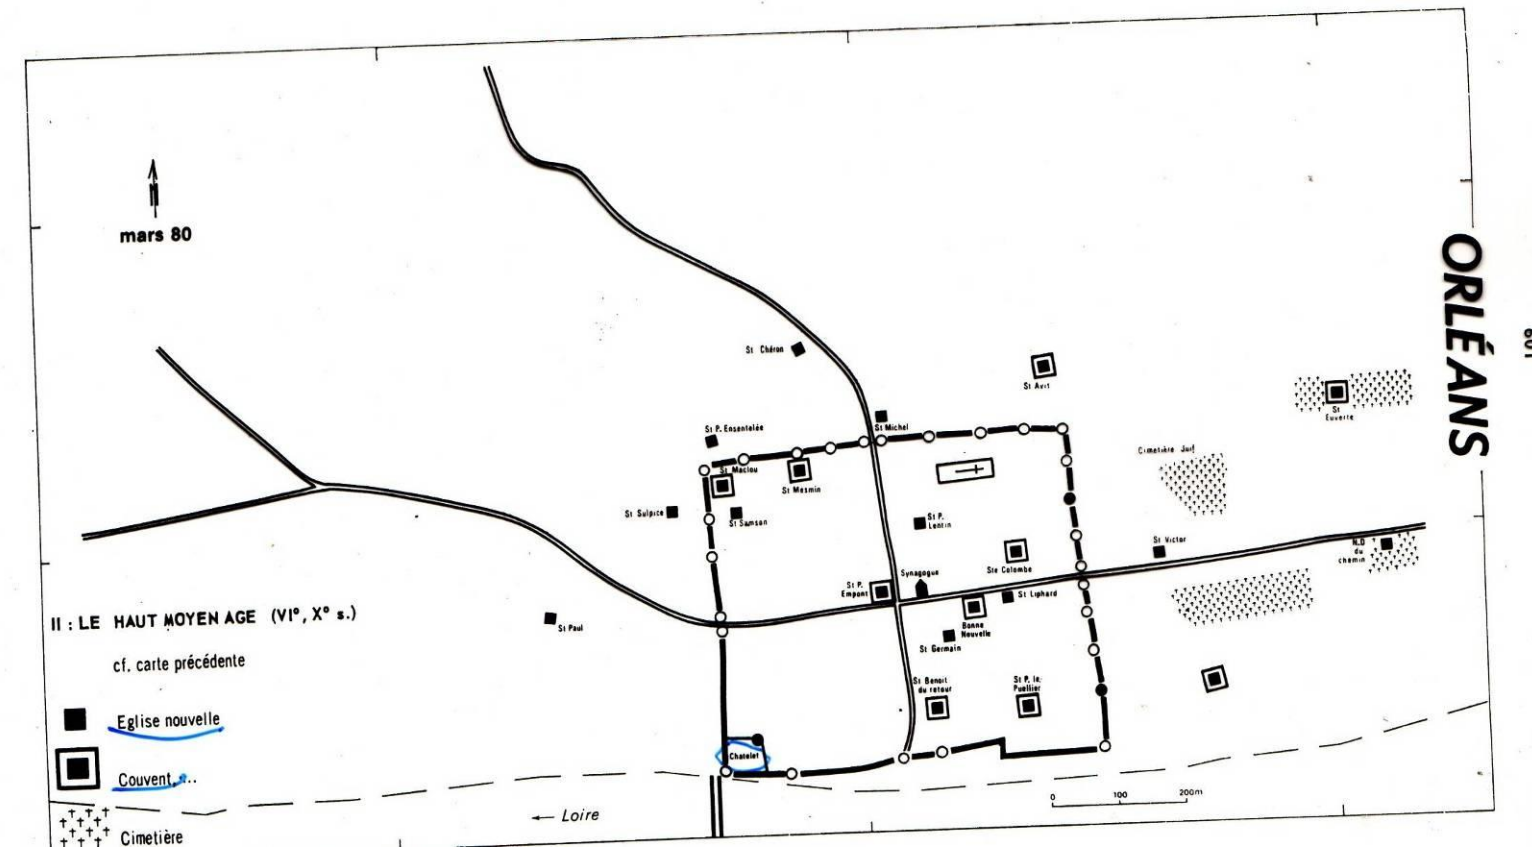 ORLÉANS
601
mars 80
St Chéron
St Avit
St
Euverte
St P. Ensentelée
St Michel
Cimetière Juif
St Maclou
St Mesmin
St Sulpice
St Samson
St P.
Lentin
St Victor
N.D
du
chemin
Ste Colombe
Synagogue
St P.
Empont
St Liphard
Bonne
Nouvelle
St Paul
St Germain
St Benoit
du retour
St P. le
Puellier
Chatelet
II : LE HAUT MOYEN AGE (VI°, X° s.)
cf. carte précédente
Eglise nouvelle
Couvent, ...
Cimetière
← Loire
0 100 200m